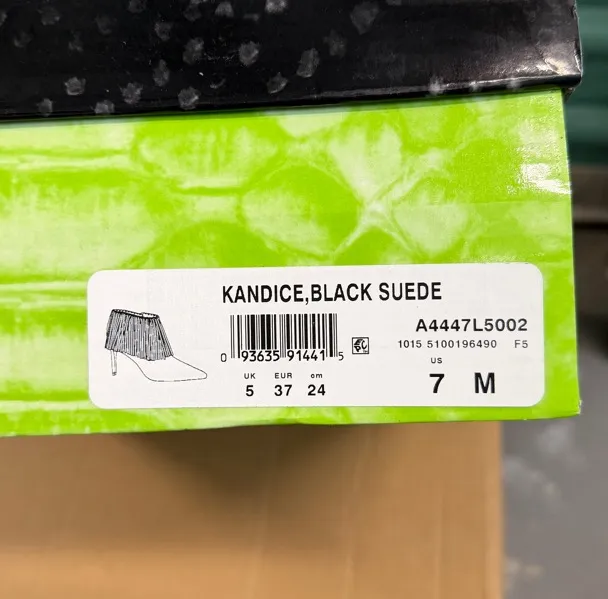 KANDICE,BLACK SUEDE
0 93635 91441 5
A4447L5002
1015 5100196490 F5
UK EUR cm
5 37 24
US
7 M